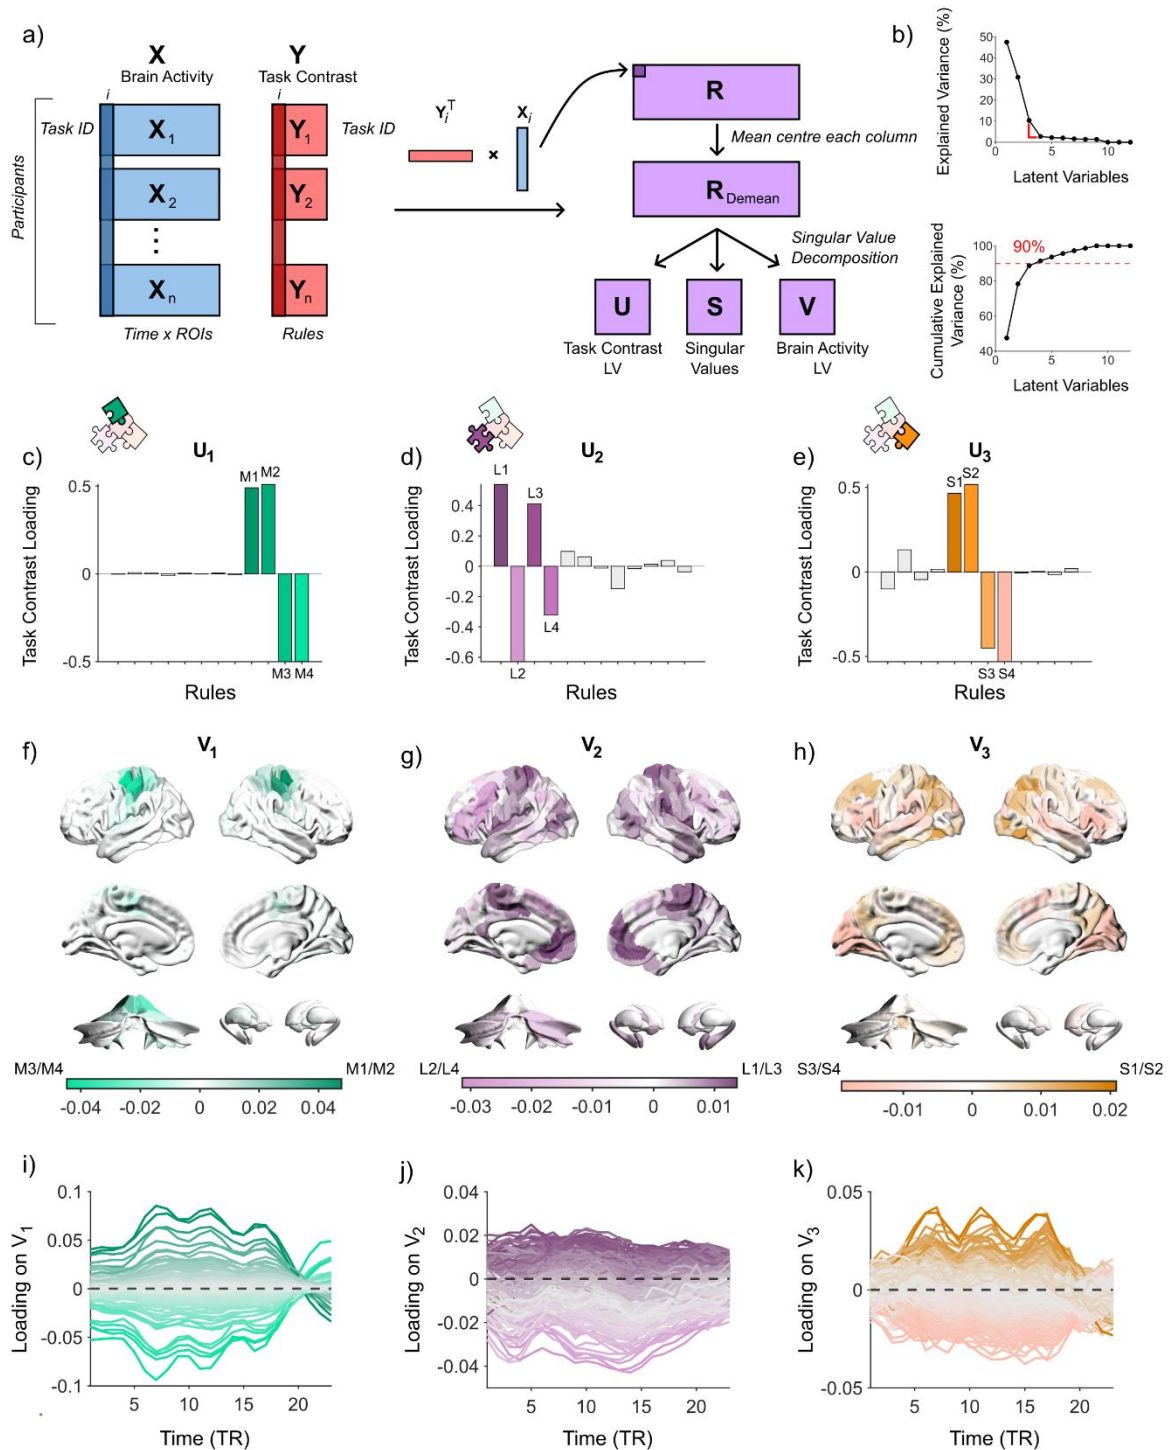 a)
X
Brain Activity
Y
Task Contrast
i
i
Participants
Task ID
X1
Y1
Task ID
X2
Y2
Xn
Yn
Time x ROIs
Rules
YiT
×
Xi
R
Mean centre each column
RDemean
Singular Value
Decomposition
U
S
V
Task Contrast
LV
Singular
Values
Brain Activity
LV
b)
Explained Variance (%)
50
40
30
20
10
0
0
5
10
Latent Variables
Cumulative Explained
Variance (%)
100
80
60
40
90%
0
5
10
Latent Variables
c)
U1
Task Contrast Loading
0.5
0
-0.5
M1
M2
M3
M4
Rules
d)
U2
Task Contrast Loading
0.4
0.2
0
-0.2
-0.4
-0.6
L1
L3
L4
L2
Rules
e)
U3
Task Contrast Loading
0.5
0
-0.5
S1
S2
S3
S4
Rules
f)
V1
M3/M4
M1/M2
-0.04
-0.02
0
0.02
0.04
g)
V2
L2/L4
L1/L3
-0.03
-0.02
-0.01
0
0.01
h)
V3
S3/S4
S1/S2
-0.01
0
0.01
0.02
i)
Loading on V1
0.1
0.05
0
-0.05
-0.1
5
10
15
20
Time (TR)
j)
Loading on V2
0.04
0.02
0
-0.02
-0.04
5
10
15
20
Time (TR)
k)
Loading on V3
0.05
0
-0.05
5
10
15
20
Time (TR)